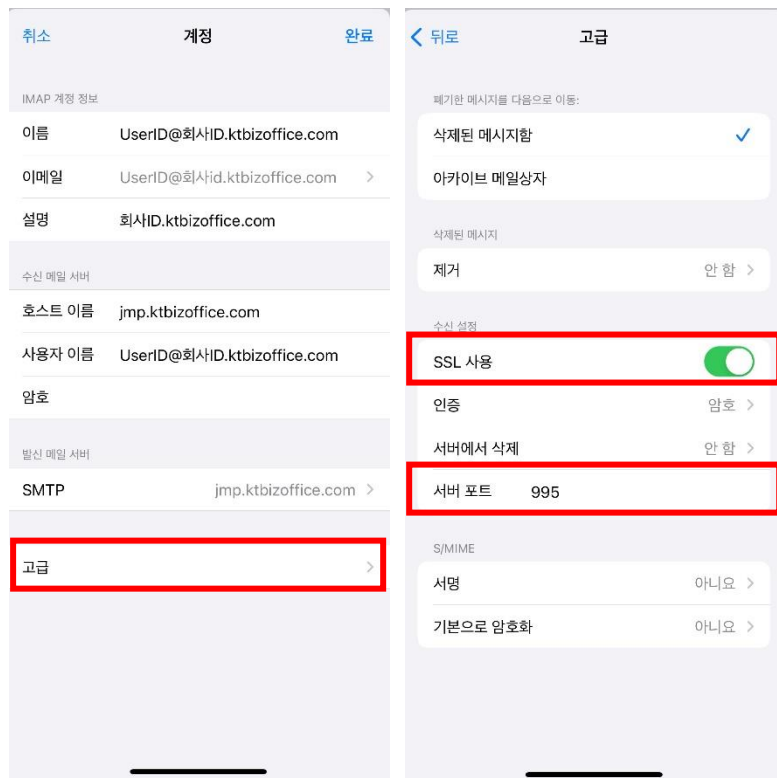 취소 계정 완료
IMAP 계정 정보
이름 UserID@회사ID.ktbizoffice.com
이메일 UserID@회사id.ktbizoffice.com
설명 회사ID.ktbizoffice.com
수신 메일 서버
호스트 이름 jmp.ktbizoffice.com
사용자 이름 UserID@회사ID.ktbizoffice.com
암호
발신 메일 서버
SMTP jmp.ktbizoffice.com
고급
뒤로 고급
폐기한 메시지를 다음으로 이동:
삭제된 메시지함
아카이브 메일상자
삭제된 메시지
제거 안 함
수신 설정
SSL 사용
인증 암호
서버에서 삭제 안 함
서버 포트 995
S/MIME
서명 아니요
기본으로 암호화 아니요